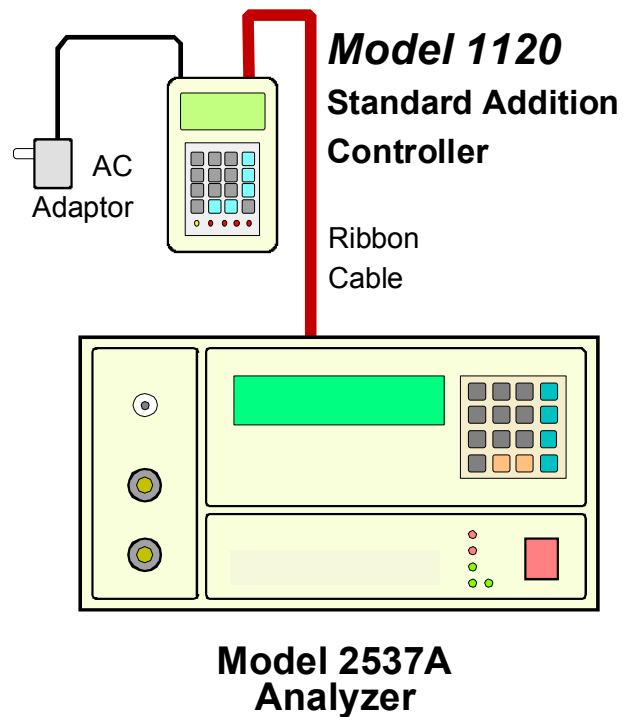 Model 1120
Standard Addition
Controller
AC
Adaptor
Ribbon
Cable
Model 2537A
Analyzer